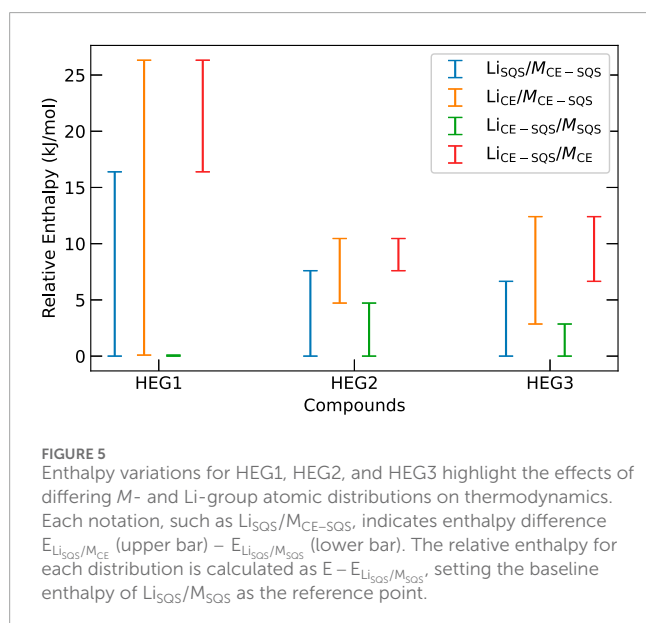 Relative Enthalpy (kJ/mol)
25
20
15
10
5
0
Li_SQS/M_CE−SQS
Li_CE/M_CE−SQS
Li_CE−SQS/M_SQS
Li_CE−SQS/M_CE
HEG1 HEG2 HEG3
Compounds
FIGURE 5
Enthalpy variations for HEG1, HEG2, and HEG3 highlight the effects of
differing M- and Li-group atomic distributions on thermodynamics.
Each notation, such as Li_SQS/M_CE–SQS, indicates enthalpy difference
E_Li_SQS/M_CE (upper bar) – E_Li_SQS/M_SQS (lower bar). The relative enthalpy for
each distribution is calculated as E – E_Li_SQS/M_SQS, setting the baseline
enthalpy of Li_SQS/M_SQS as the reference point.